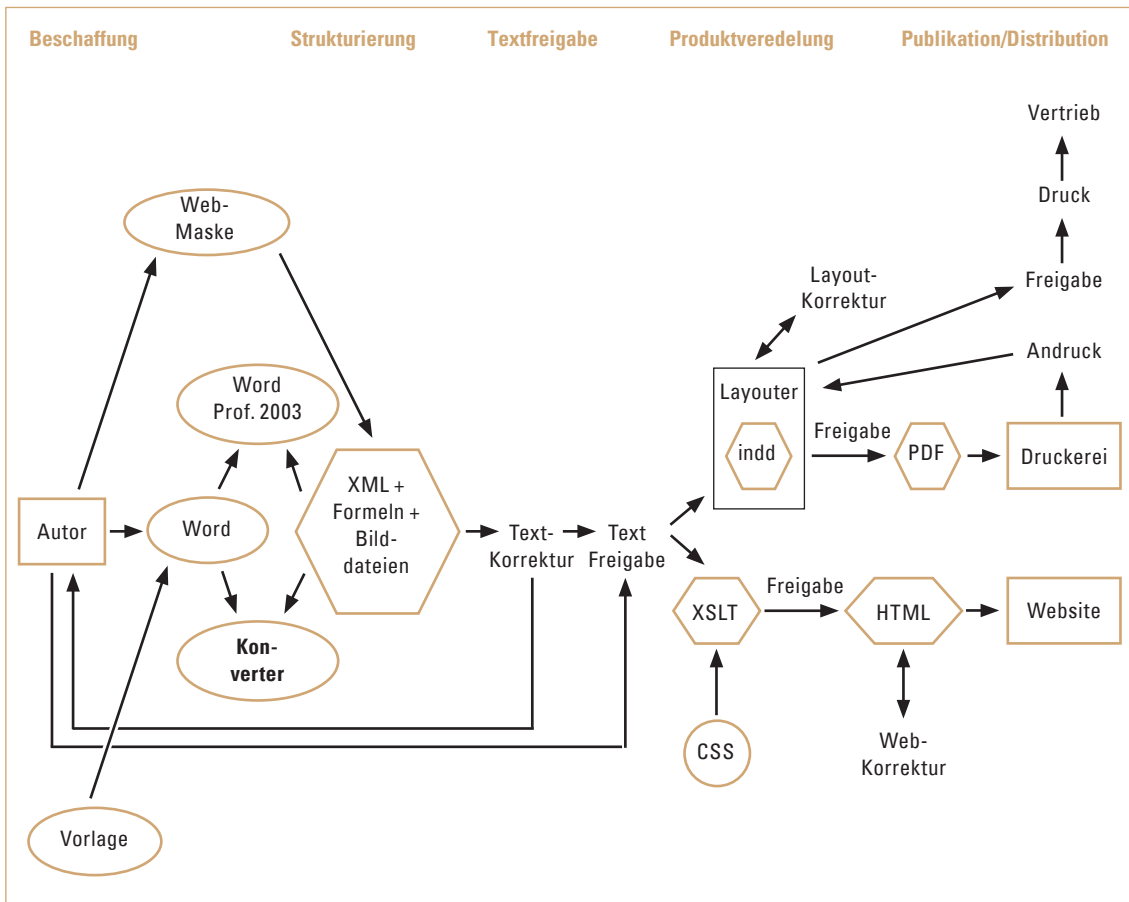 Beschaffung
Strukturierung
Textfreigabe
Produktveredelung
Publikation/Distribution
Vertrieb
Druck
Freigabe
Andruck
Web-
Maske
Layout-
Korrektur
Word
Prof. 2003
Layouter
indd
Freigabe
PDF
Druckerei
Autor
Word
XML +
Formeln +
Bild-
dateien
Text-
Korrektur
Text
Freigabe
Kon-
verter
XSLT
Freigabe
HTML
Website
CSS
Web-
Korrektur
Vorlage